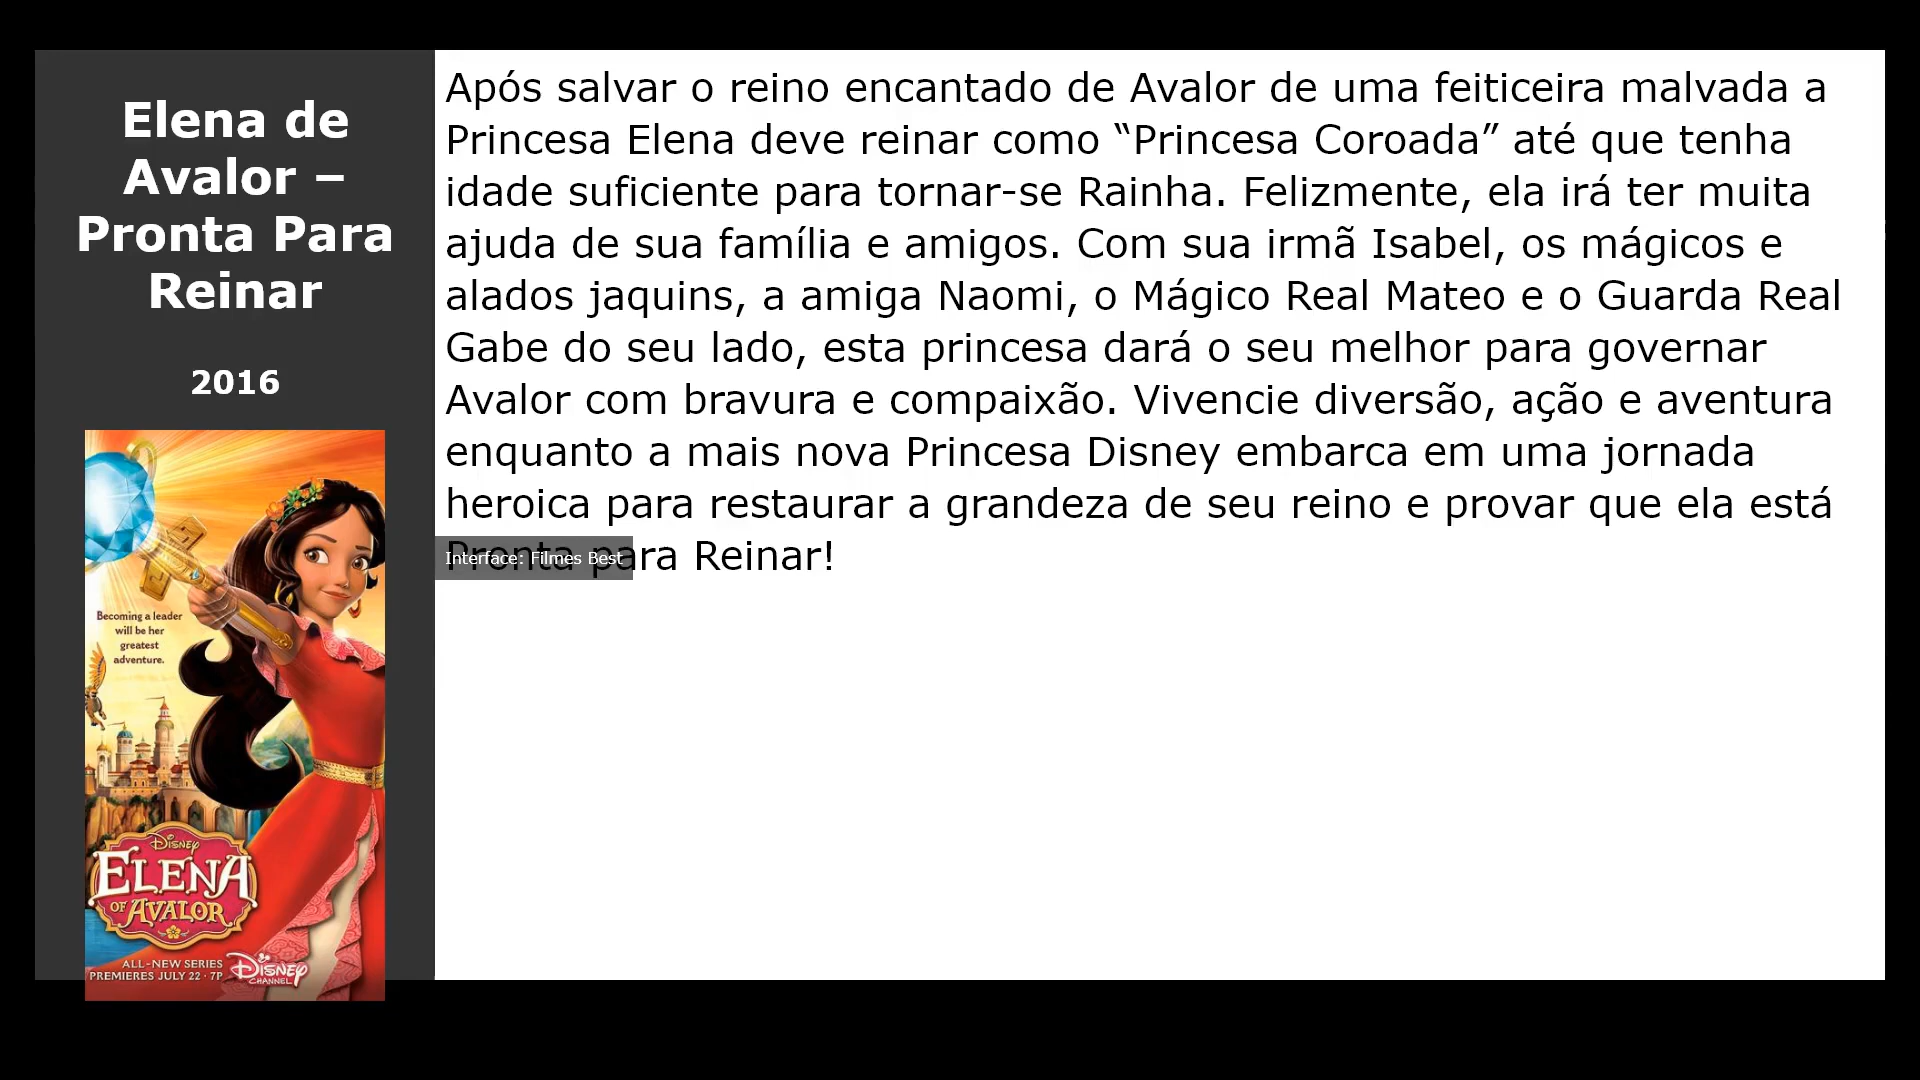 Elena de
Avalor –
Pronta Para
Reinar
2016
Becoming a leader
will be her
greatest
adventure.
Disney
ELENA
OF AVALOR
ALL-NEW SERIES
PREMIERES JULY 22 · 7P
Disney
CHANNEL
Após salvar o reino encantado de Avalor de uma feiticeira malvada a
Princesa Elena deve reinar como “Princesa Coroada” até que tenha
idade suficiente para tornar-se Rainha. Felizmente, ela irá ter muita
ajuda de sua família e amigos. Com sua irmã Isabel, os mágicos e
alados jaquins, a amiga Naomi, o Mágico Real Mateo e o Guarda Real
Gabe do seu lado, esta princesa dará o seu melhor para governar
Avalor com bravura e compaixão. Vivencie diversão, ação e aventura
enquanto a mais nova Princesa Disney embarca em uma jornada
heroica para restaurar a grandeza de seu reino e provar que ela está
Pronta para Reinar!
Interface: Filmes Best